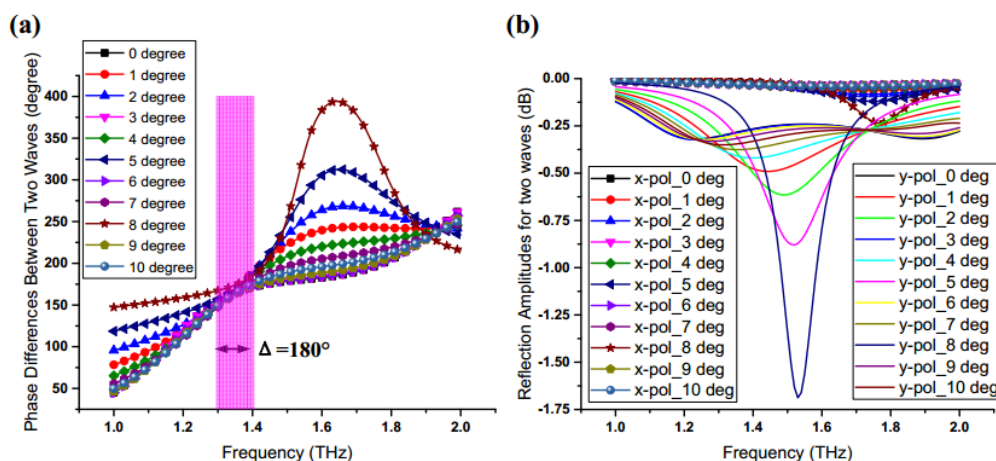 (a)
Phase Differences Between Two Waves (degree)
400
350
300
250
200
150
100
50
0 degree
1 degree
2 degree
3 degree
4 degree
5 degree
6 degree
7 degree
8 degree
9 degree
10 degree
Δ =180°
1.0
1.2
1.4
1.6
1.8
2.0
Frequency (THz)
(b)
Reflection Amplitudes for two waves (dB)
0.00
-0.25
-0.50
-0.75
-1.00
-1.25
-1.50
-1.75
x-pol_0 deg
x-pol_1 deg
x-pol_2 deg
x-pol_3 deg
x-pol_4 deg
x-pol_5 deg
x-pol_6 deg
x-pol_7 deg
x-pol_8 deg
x-pol_9 deg
x-pol_10 deg
y-pol_0 deg
y-pol_1 deg
y-pol_2 deg
y-pol_3 deg
y-pol_4 deg
y-pol_5 deg
y-pol_6 deg
y-pol_7 deg
y-pol_8 deg
y-pol_9 deg
y-pol_10 deg
1.0
1.2
1.4
1.6
1.8
2.0
Frequency (THz)